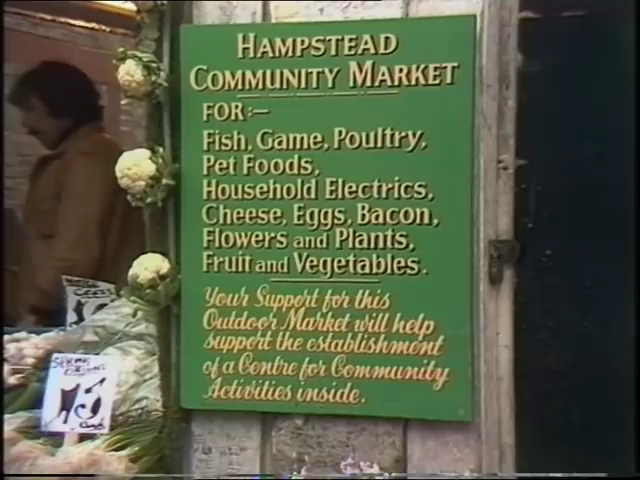 HAMPSTEAD
COMMUNITY MARKET
FOR:-
Fish, Game, Poultry,
Pet Foods,
Household Electrics,
Cheese, Eggs, Bacon,
Flowers and Plants,
Fruit and Vegetables.
Your Support for this
Outdoor Market will help
support the establishment
of a Centre for Community
Activities inside.